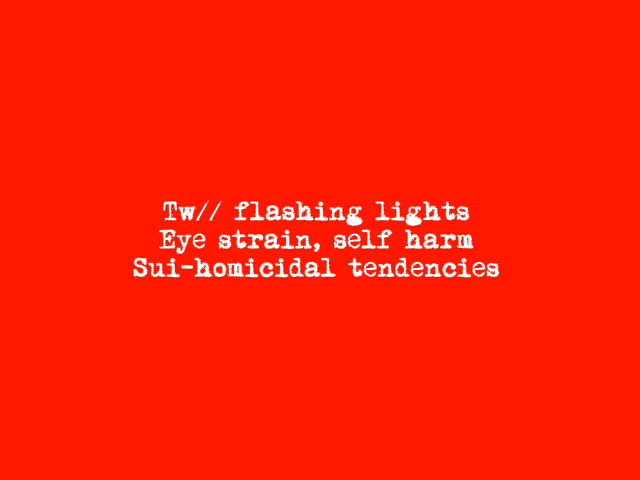 Tw// flashing lights
Eye strain, self harm
Sui-homicidal tendencies